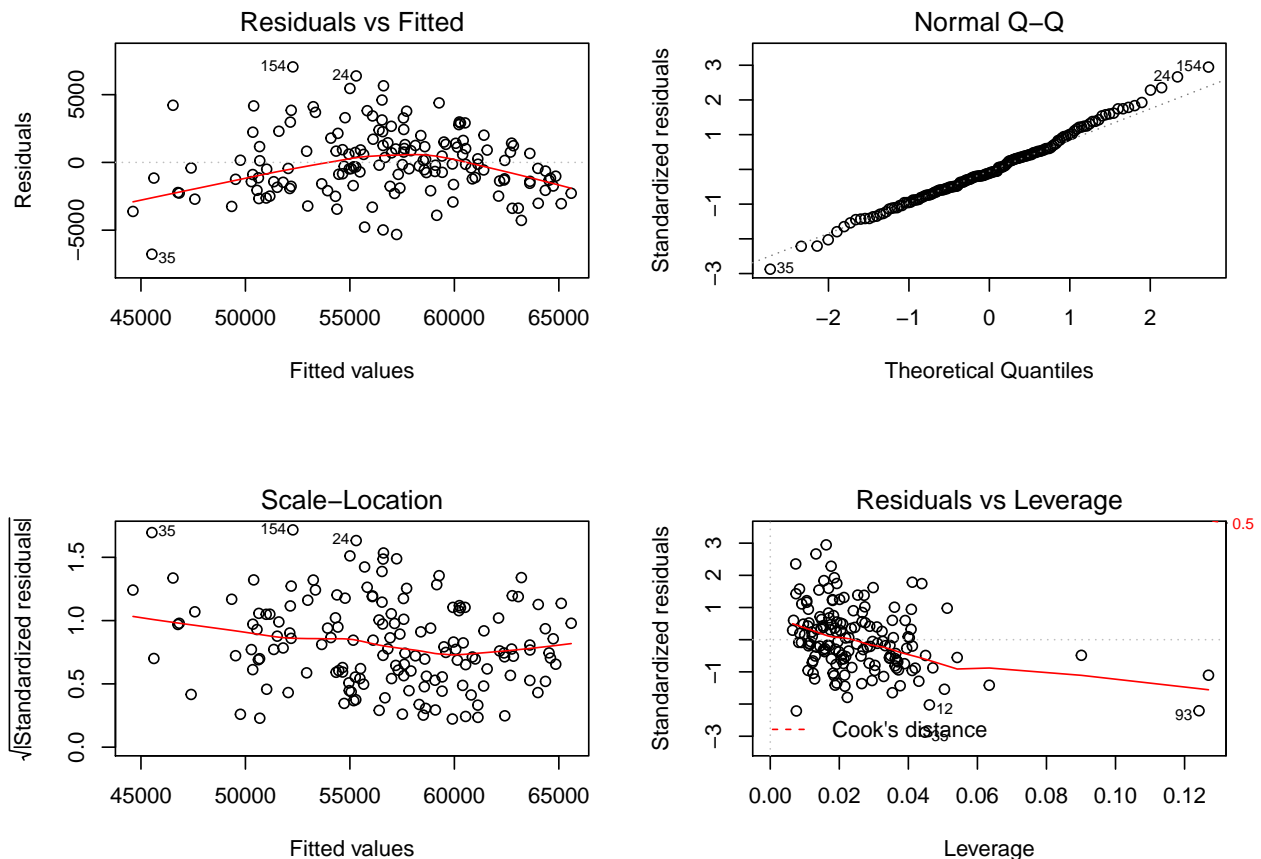 Residuals vs Fitted
Residuals
5000
0
−5000
154
24
35
45000 50000 55000 60000 65000
Fitted values
Normal Q−Q
Standardized residuals
3
2
1
−1
−3
24 154
35
−2 −1 0 1 2
Theoretical Quantiles
Scale−Location
√|Standardized residuals|
1.5
1.0
0.5
0.0
35
154
24
45000 50000 55000 60000 65000
Fitted values
Residuals vs Leverage
Standardized residuals
3
2
1
−1
−3
0.5
12
93
35
Cook's distance
0.00 0.02 0.04 0.06 0.08 0.10 0.12
Leverage